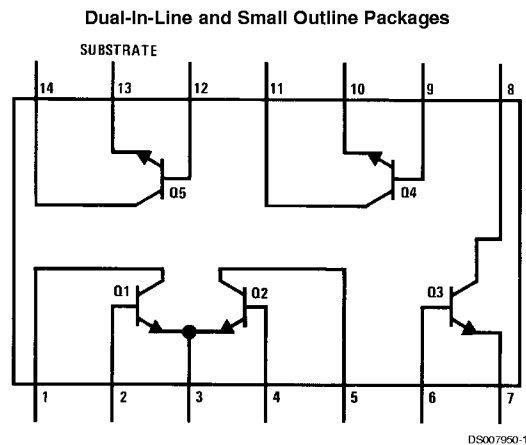 Dual-In-Line and Small Outline Packages
SUBSTRATE
14 13 12 11 10 9 8
Q5 Q4
Q1 Q2 Q3
1 2 3 4 5 6 7
DS007950-1